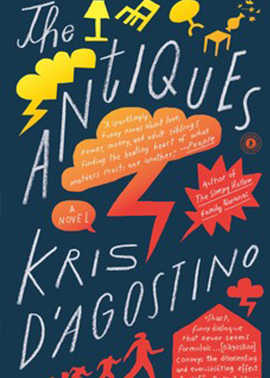 The
ANTIQUES
"A sparklingly
funny novel about love,
power, money, and adult siblings
finding the beating heart of what
matters most: one another." —People
Author of
The Sleepy Hollow
Family Almanac
A
NOVEL
KRIS
D'AGOSTINO
"Sharp,
funny dialogue
that never seems
formulaic... [D'Agostino]
conveys the disorienting and
ever-shifting effect